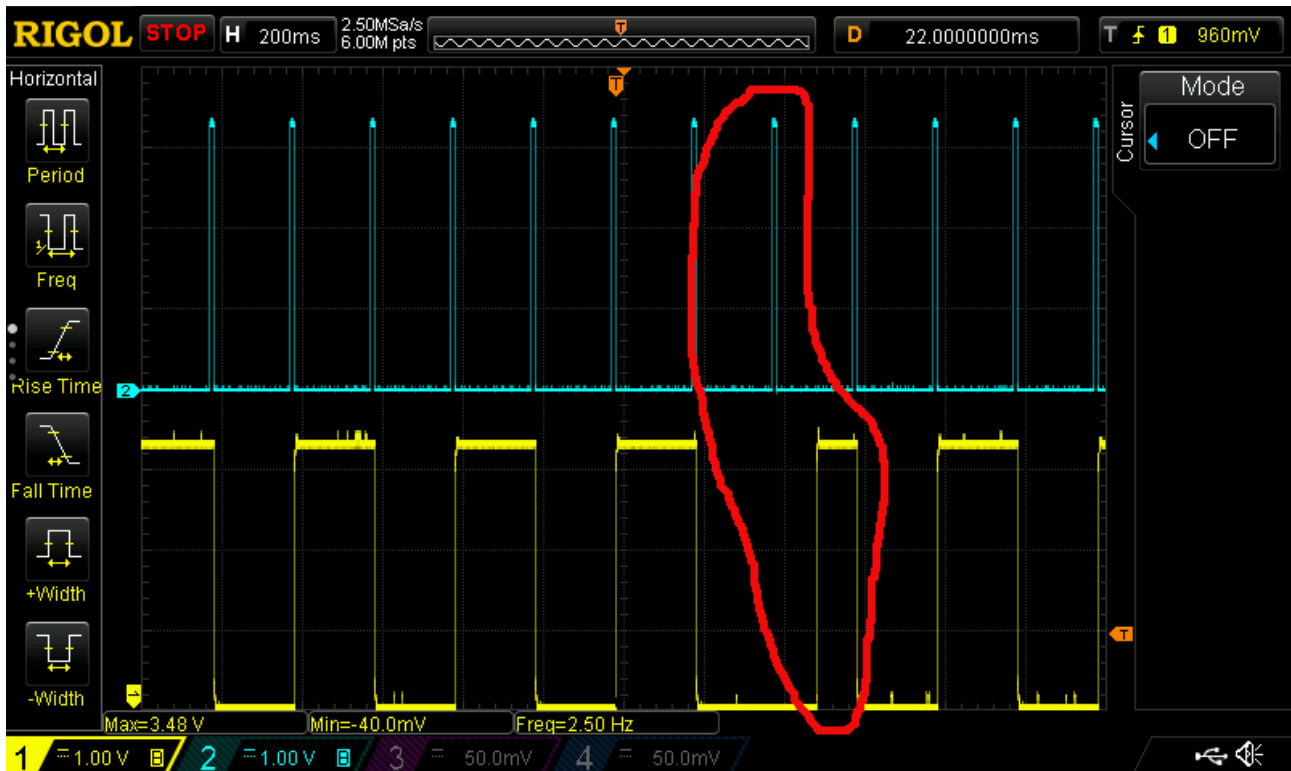 RIGOL STOP H 200ms 2.50MSa/s D 22.0000000ms T 1 960mV
6.00M pts
Horizontal
Mode
Cursor
OFF
Period
Freq
Rise Time
2
Fall Time
+Width
-Width
T
T
T
Max=3.48 V Min=-40.0mV Freq=2.50 Hz
1 1.00 V B 2 1.00 V B 3 50.0mV 4 50.0mV